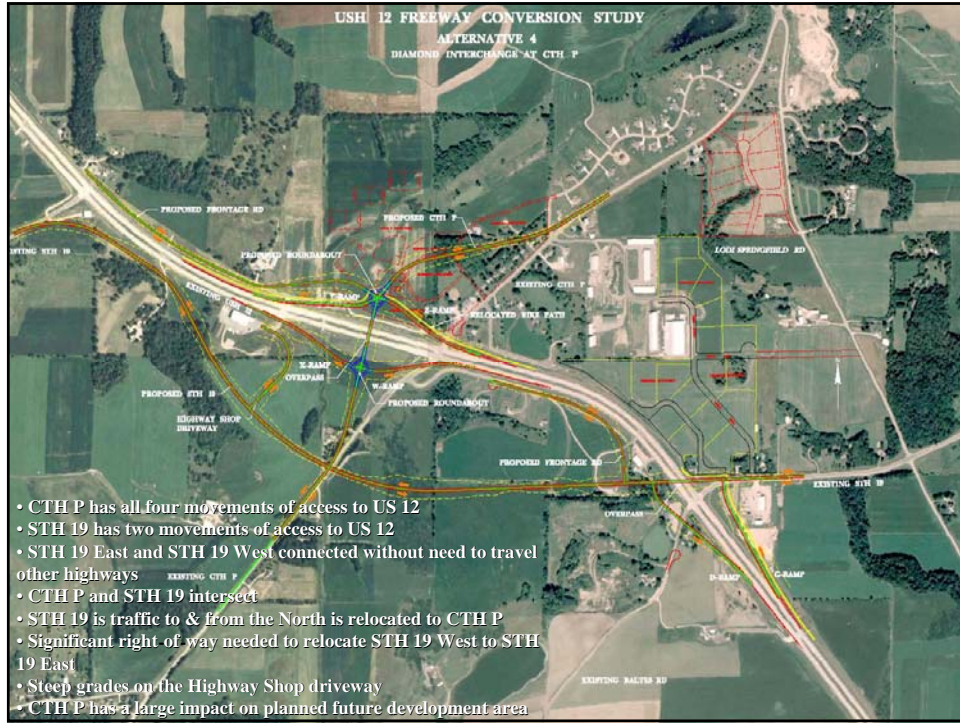 USH 12 FREEWAY CONVERSION STUDY
ALTERNATIVE 4
DIAMOND INTERCHANGE AT CTH P
PROPOSED FRONTAGE RD
PROPOSED CTH P
EXISTING STH 19
PROPOSED ROUNDABOUT
LODI SPRINGFIELD RD
EXISTING CTH P
EXISTING USH 12
Y-RAMP
Z-RAMP
RELOCATED BIKE PATH
X-RAMP
OVERPASS
W-RAMP
PROPOSED STH 19
PROPOSED ROUNDABOUT
HIGHWAY SHOP
DRIVEWAY
PROPOSED FRONTAGE RD
EXISTING STH 19
OVERPASS
• CTH P has all four movements of access to US 12
• STH 19 has two movements of access to US 12
• STH 19 East and STH 19 West connected without need to travel
other highways
EXISTING CTH P
D-RAMP
C-RAMP
• CTH P and STH 19 intersect
• STH 19 is traffic to & from the North is relocated to CTH P
• Significant right of way needed to relocate STH 19 West to STH
19 East
EXISTING BALTES RD
• Steep grades on the Highway Shop driveway
• CTH P has a large impact on planned future development area